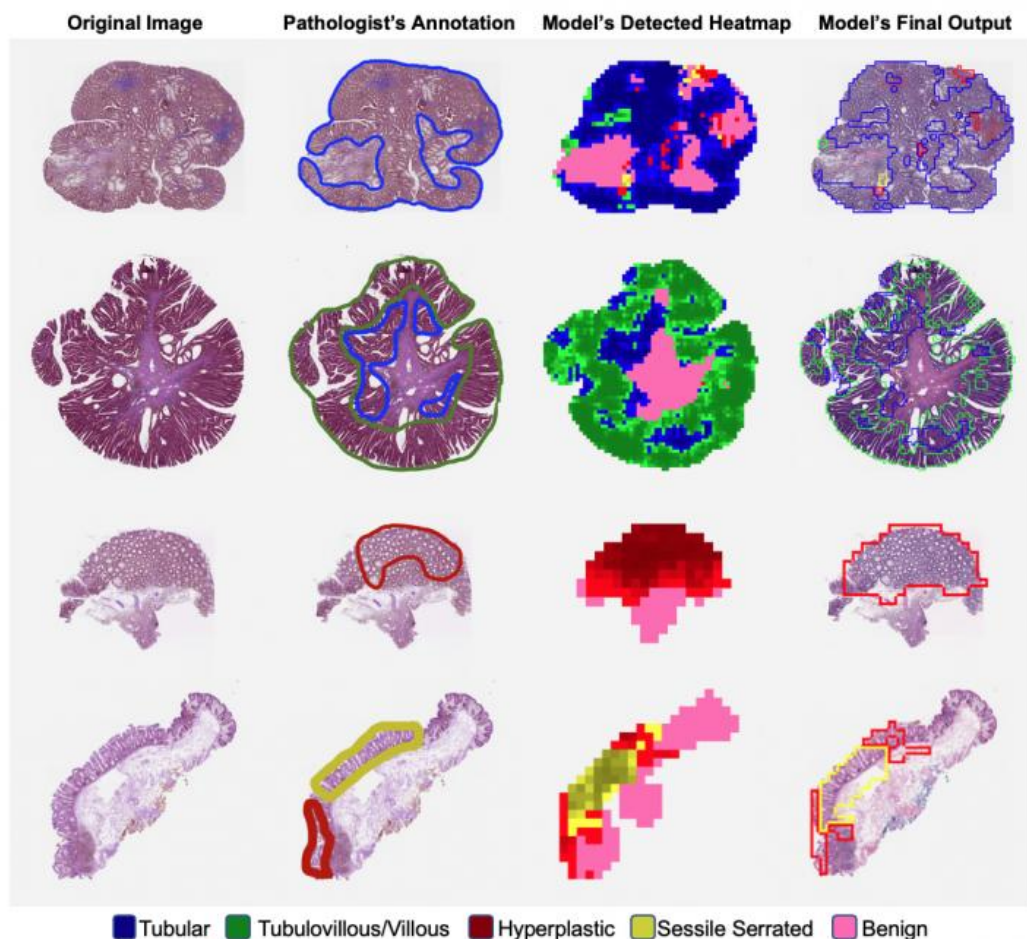 Original Image Pathologist's Annotation Model's Detected Heatmap Model's Final Output
Tubular Tubulovillous/Villous Hyperplastic Sessile Serrated Benign